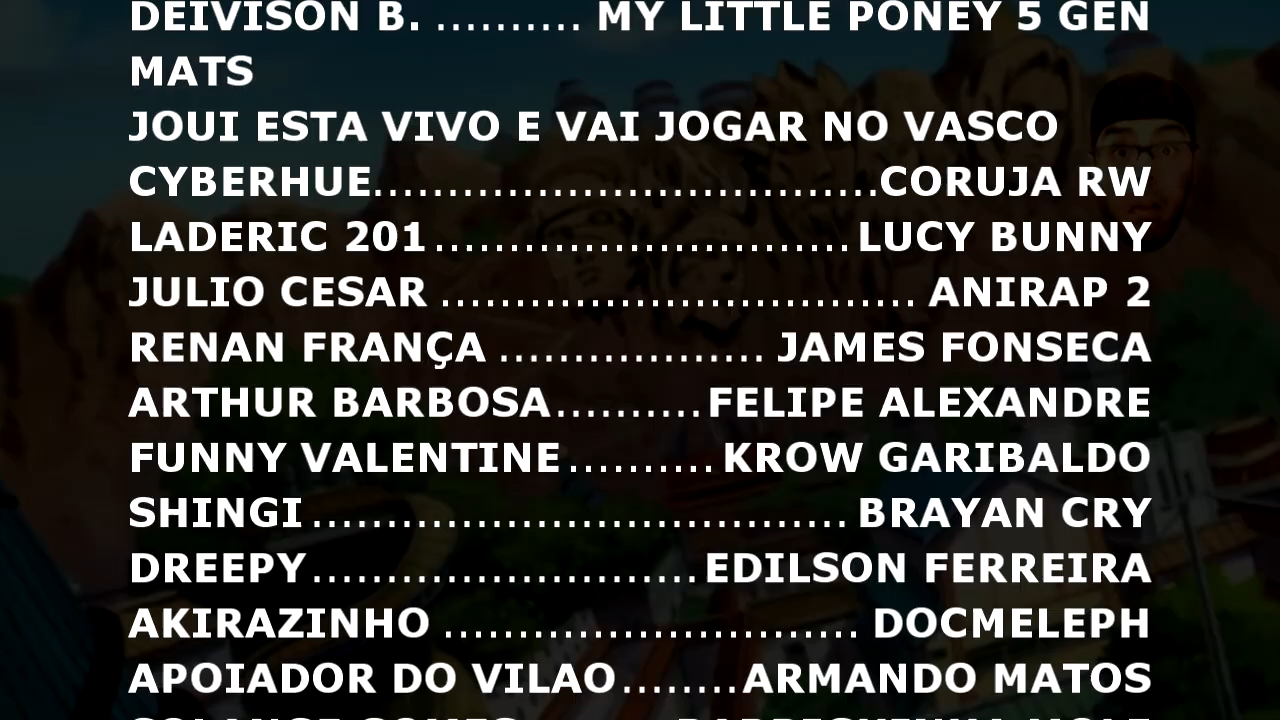 DEIVISON B. .......... MY LITTLE PONEY 5 GEN
MATS
JOUI ESTA VIVO E VAI JOGAR NO VASCO
CYBERHUE..................................CORUJA RW
LADERIC 201............................LUCY BUNNY
JULIO CESAR ................................ ANIRAP 2
RENAN FRANÇA .................. JAMES FONSECA
ARTHUR BARBOSA..........FELIPE ALEXANDRE
FUNNY VALENTINE..........KROW GARIBALDO
SHINGI....................................BRAYAN CRY
DREEPY..........................EDILSON FERREIRA
AKIRAZINHO ............................ DOCMELEPH
APOIADOR DO VILAO........ARMANDO MATOS